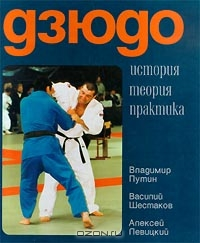 дзюдо
история
теория
практика
Владимир
Путин
Василий
Шестаков
Алексей
Левицкий
ozon.ru